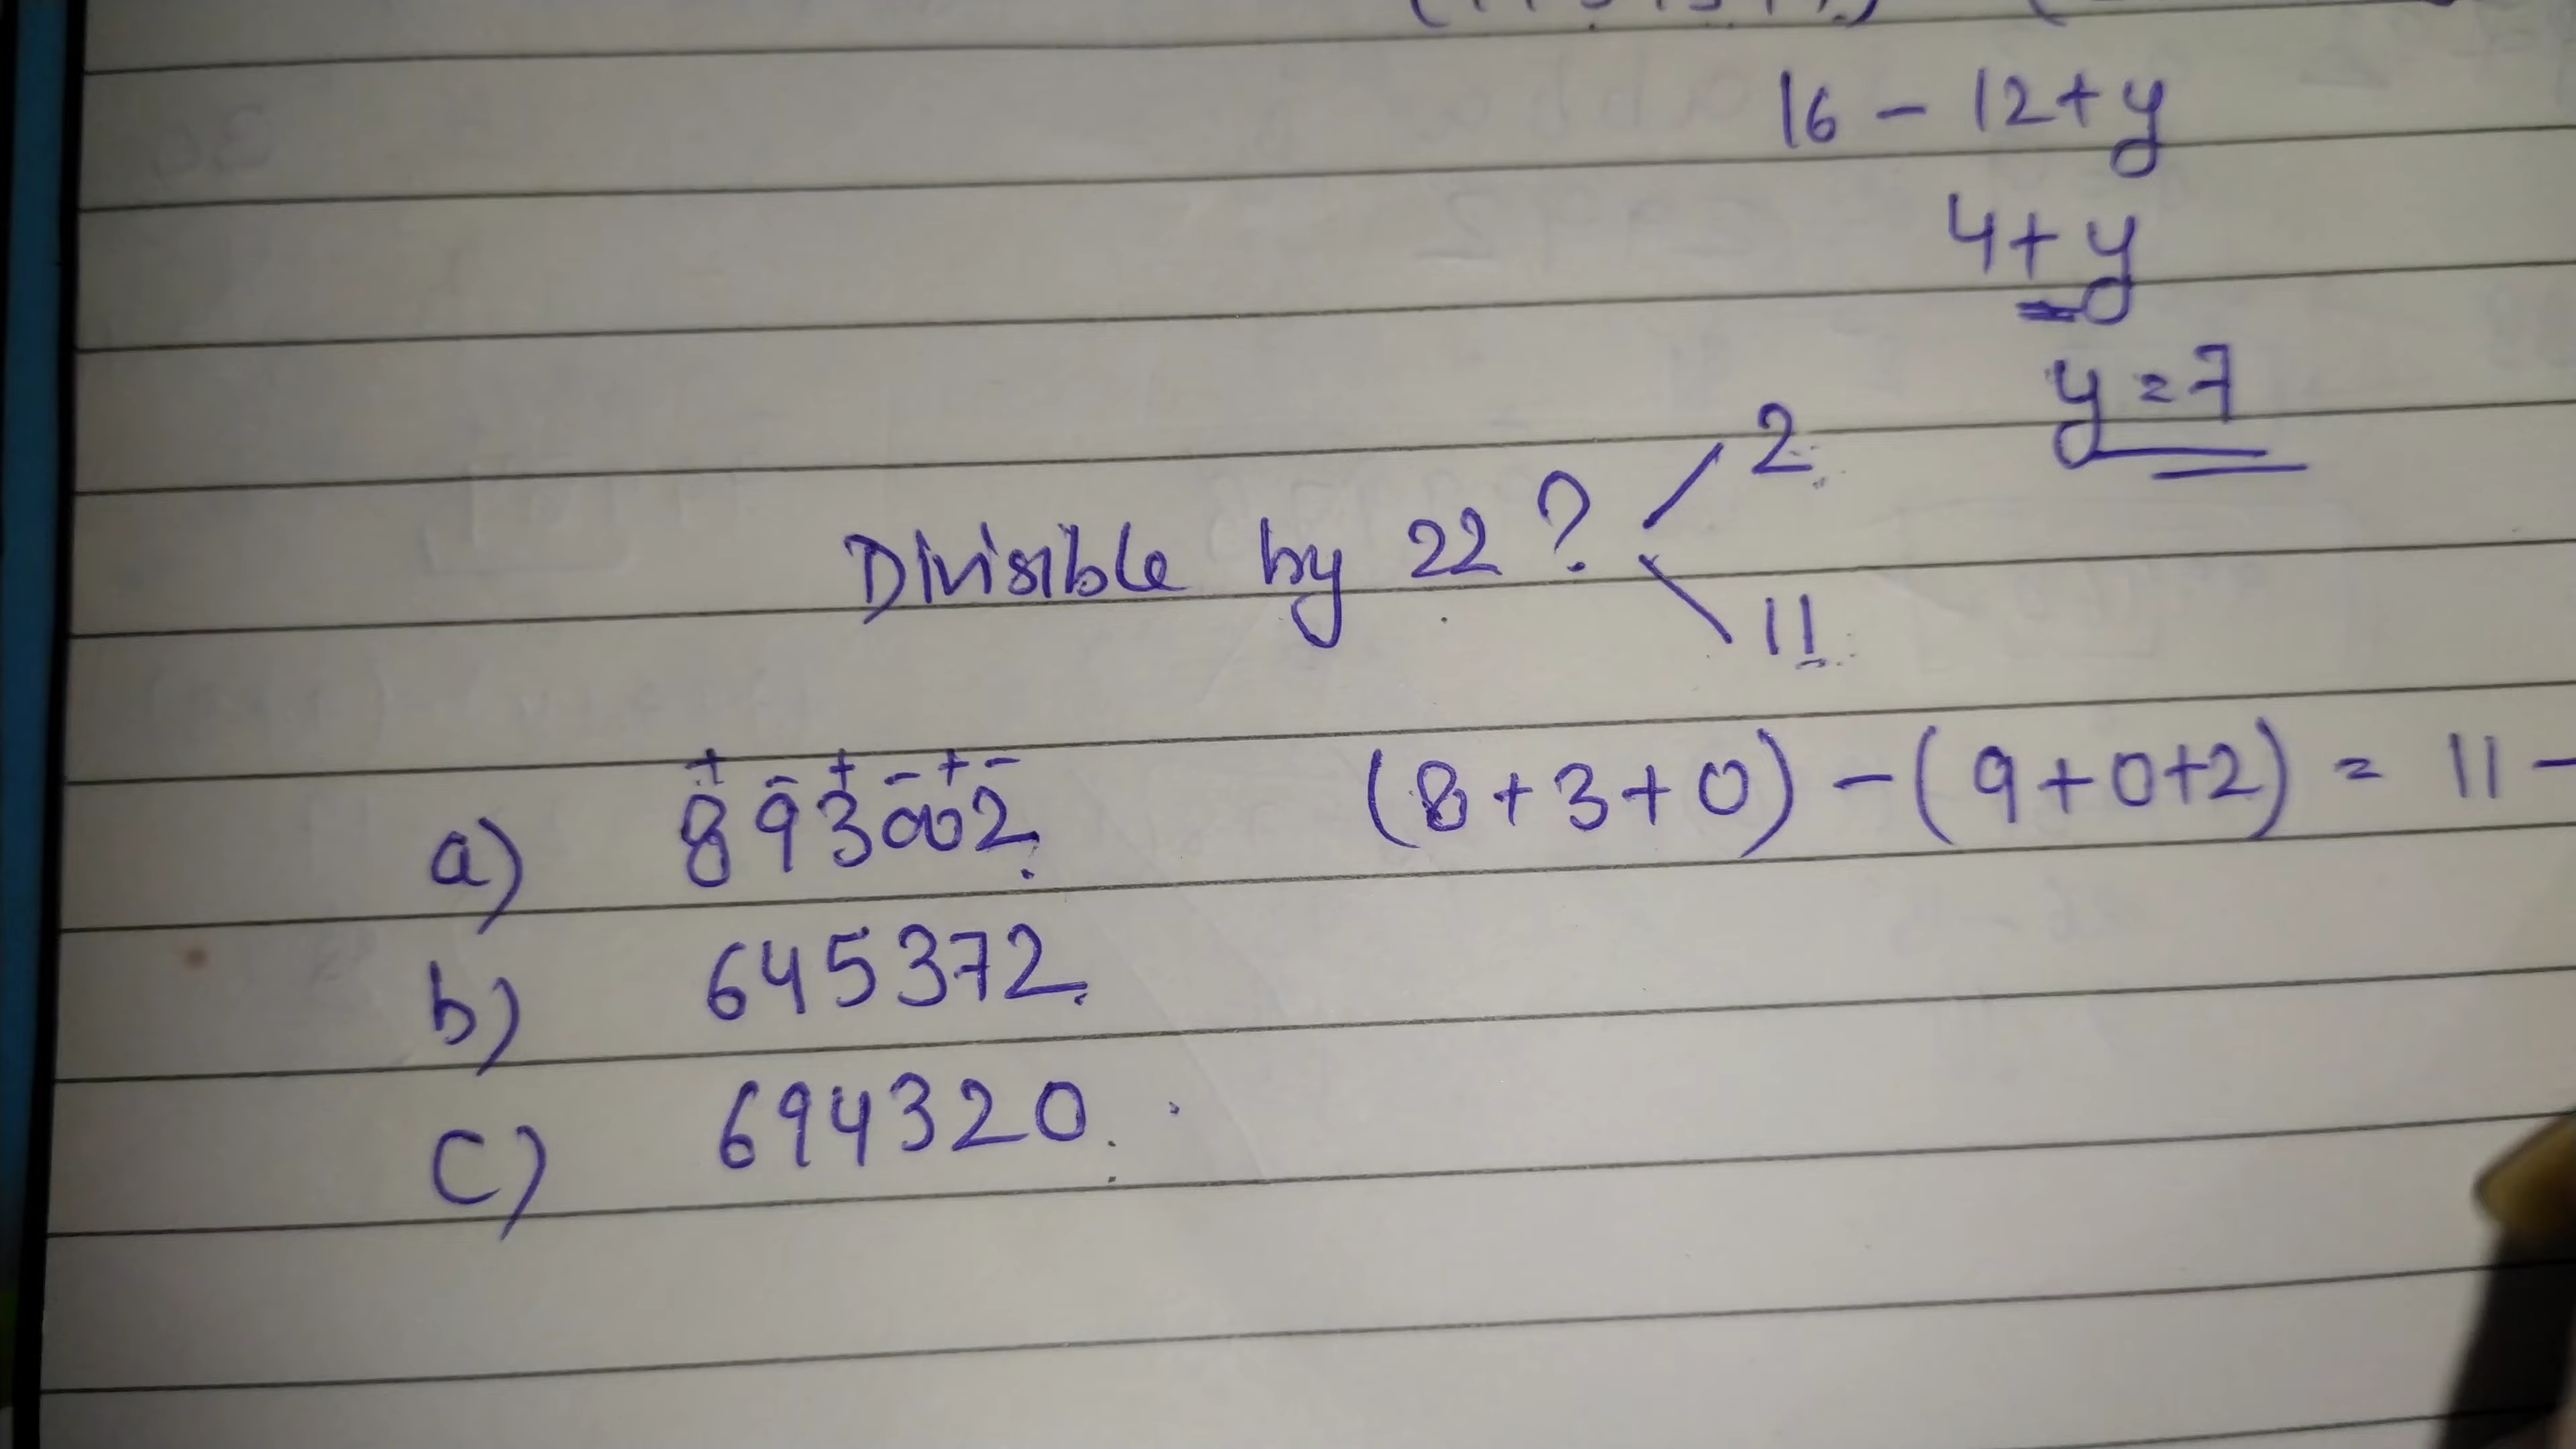 16 - 12 + y
4 + y
y = 7
Divisible by 22 ?
2
11
+ - + - + -
a) 893002 (8+3+0) - (9+0+2) = 11 -
b) 645372
c) 694320